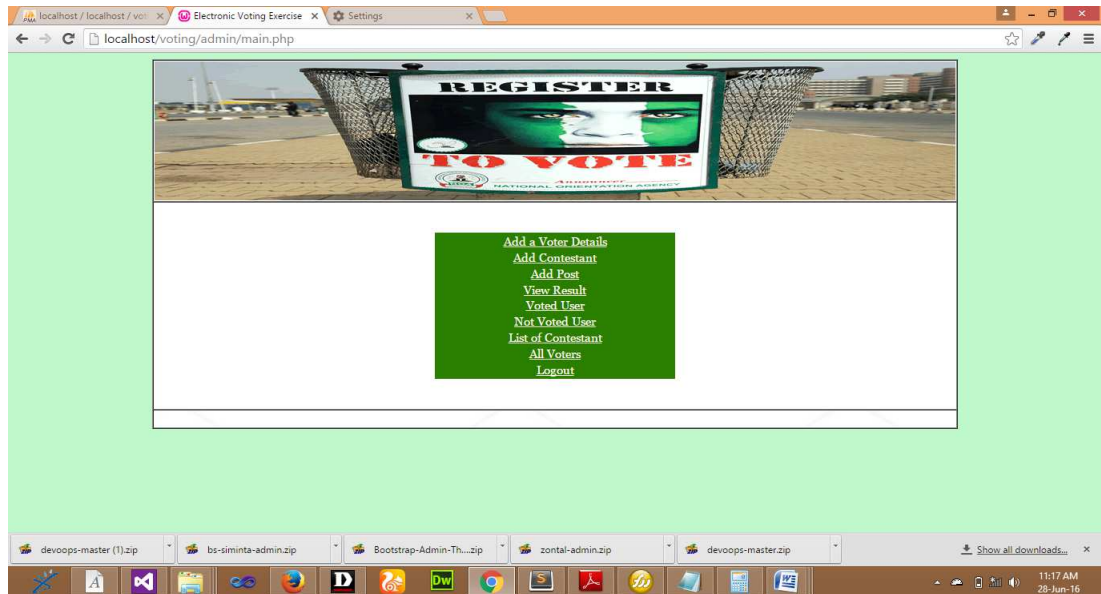 localhost / localhost / vot
Electronic Voting Exercise
Settings
localhost/voting/admin/main.php
REGISTER
TO VOTE
Announcer
NATIONAL ORIENTATION AGENCY
Add a Voter Details
Add Contestant
Add Post
View Result
Voted User
Not Voted User
List of Contestant
All Voters
Logout
devoops-master (1).zip
bs-siminta-admin.zip
Bootstrap-Admin-Th....zip
zontal-admin.zip
devoops-master.zip
Show all downloads...
A
D
Dw
S
11:17 AM
28-Jun-16